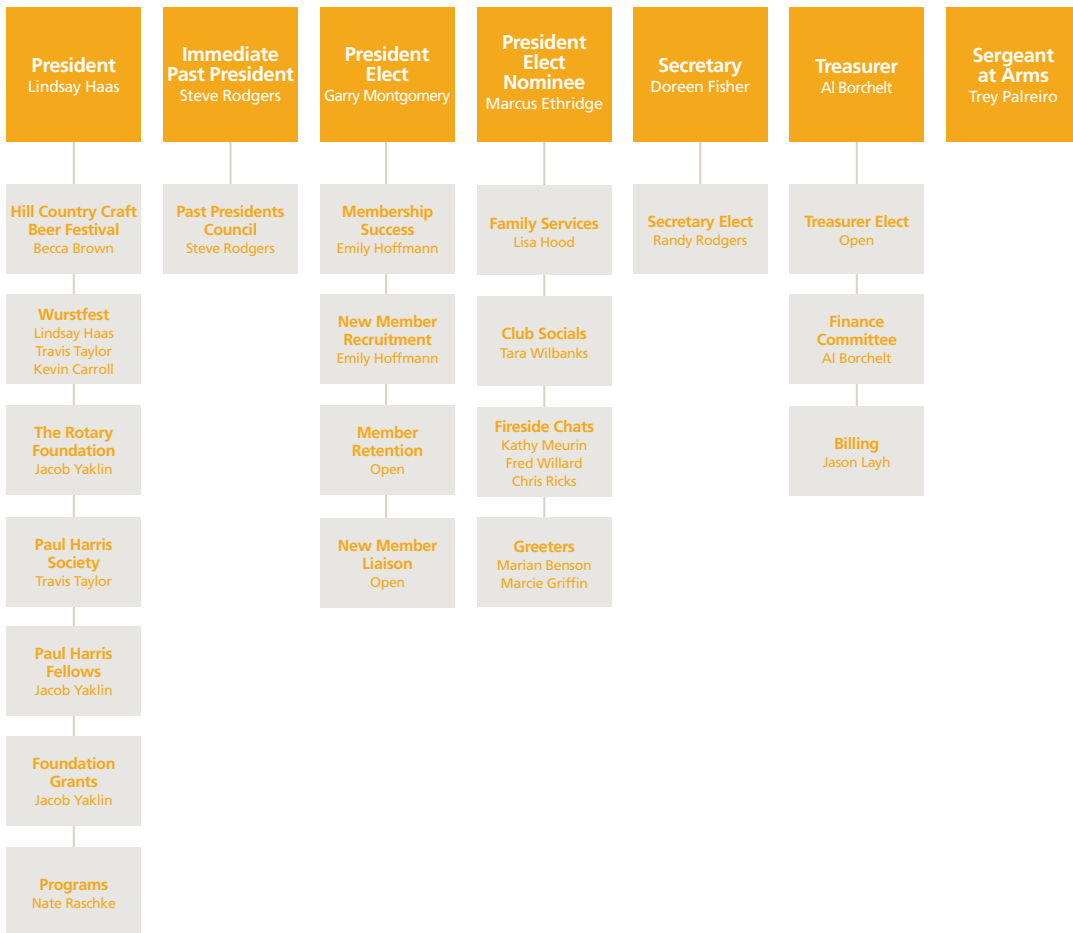 President
Lindsay Haas
Immediate
Past President
Steve Rodgers
President
Elect
Garry Montgomery
President
Elect
Nominee
Marcus Ethridge
Secretary
Doreen Fisher
Treasurer
Al Borchelt
Sergeant
at Arms
Trey Palreiro
Hill Country Craft
Beer Festival
Becca Brown
Wurstfest
Lindsay Haas
Travis Taylor
Kevin Carroll
The Rotary
Foundation
Jacob Yaklin
Paul Harris
Society
Travis Taylor
Paul Harris
Fellows
Jacob Yaklin
Foundation
Grants
Jacob Yaklin
Programs
Nate Raschke
Past Presidents
Council
Steve Rodgers
Membership
Success
Emily Hoffmann
New Member
Recruitment
Emily Hoffmann
Member
Retention
Open
New Member
Liaison
Open
Family Services
Lisa Hood
Club Socials
Tara Wilbanks
Fireside Chats
Kathy Meurin
Fred Willard
Chris Ricks
Greeters
Marian Benson
Marcie Griffin
Secretary Elect
Randy Rodgers
Treasurer Elect
Open
Finance
Committee
Al Borchelt
Billing
Jason Layh